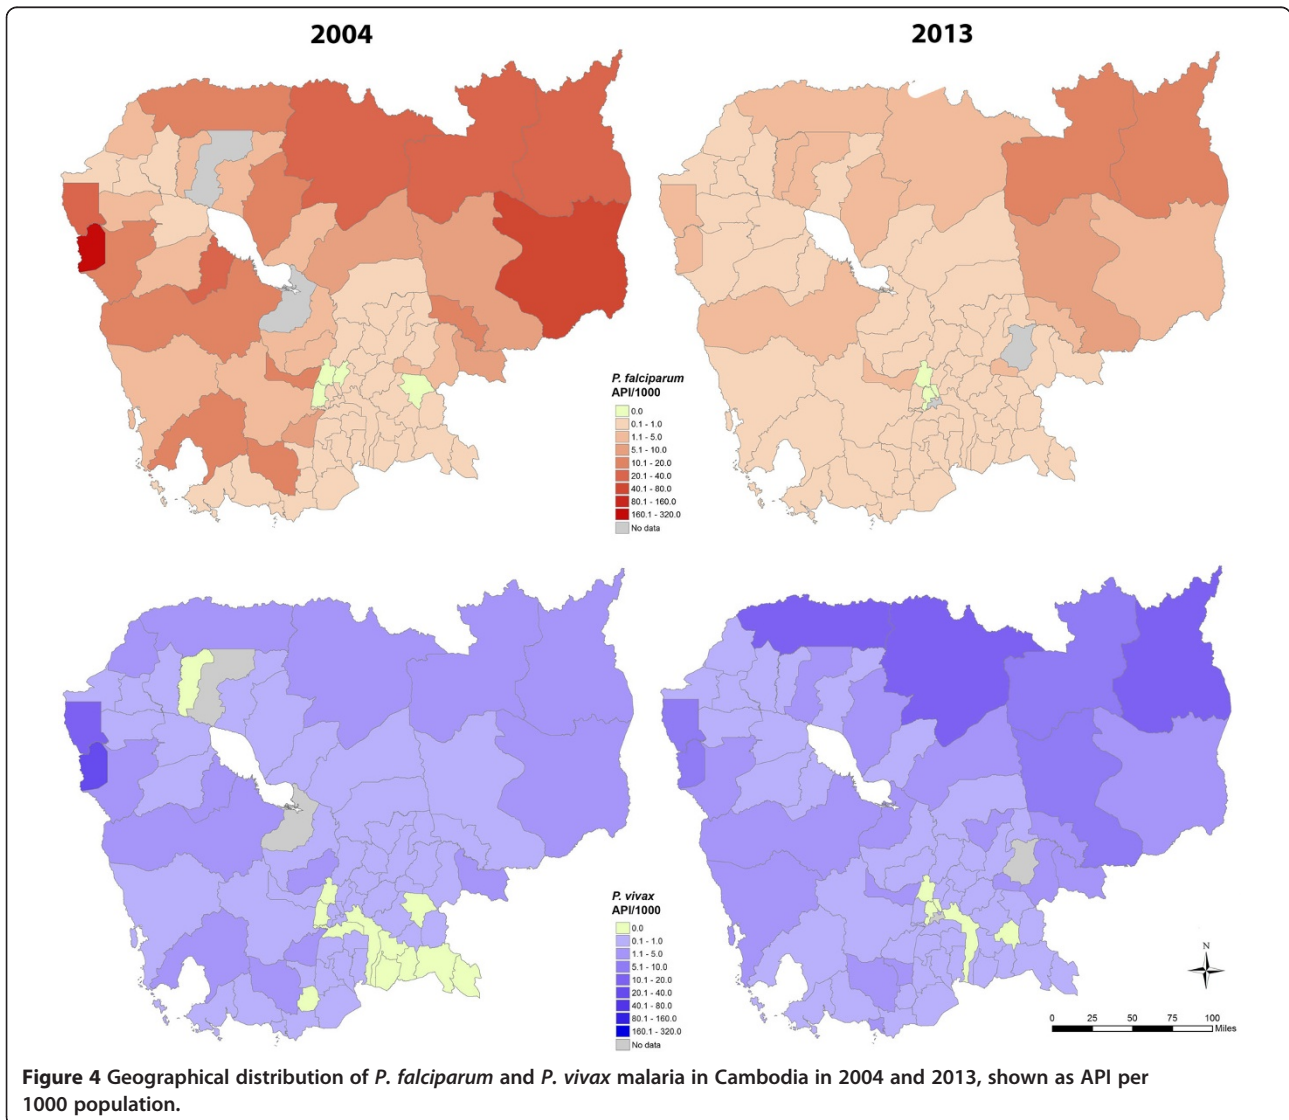 2004
2013
P. falciparum
API/1000
0.0
0.1 - 1.0
1.1 - 5.0
5.1 - 10.0
10.1 - 20.0
20.1 - 40.0
40.1 - 80.0
80.1 - 160.0
160.1 - 320.0
No data
P. vivax
API/1000
0.0
0.1 - 1.0
1.1 - 5.0
5.1 - 10.0
10.1 - 20.0
20.1 - 40.0
40.1 - 80.0
80.1 - 160.0
160.1 - 320.0
No data
N
0 25 50 75 100
Miles
Figure 4 Geographical distribution of P. falciparum and P. vivax malaria in Cambodia in 2004 and 2013, shown as API per
1000 population.